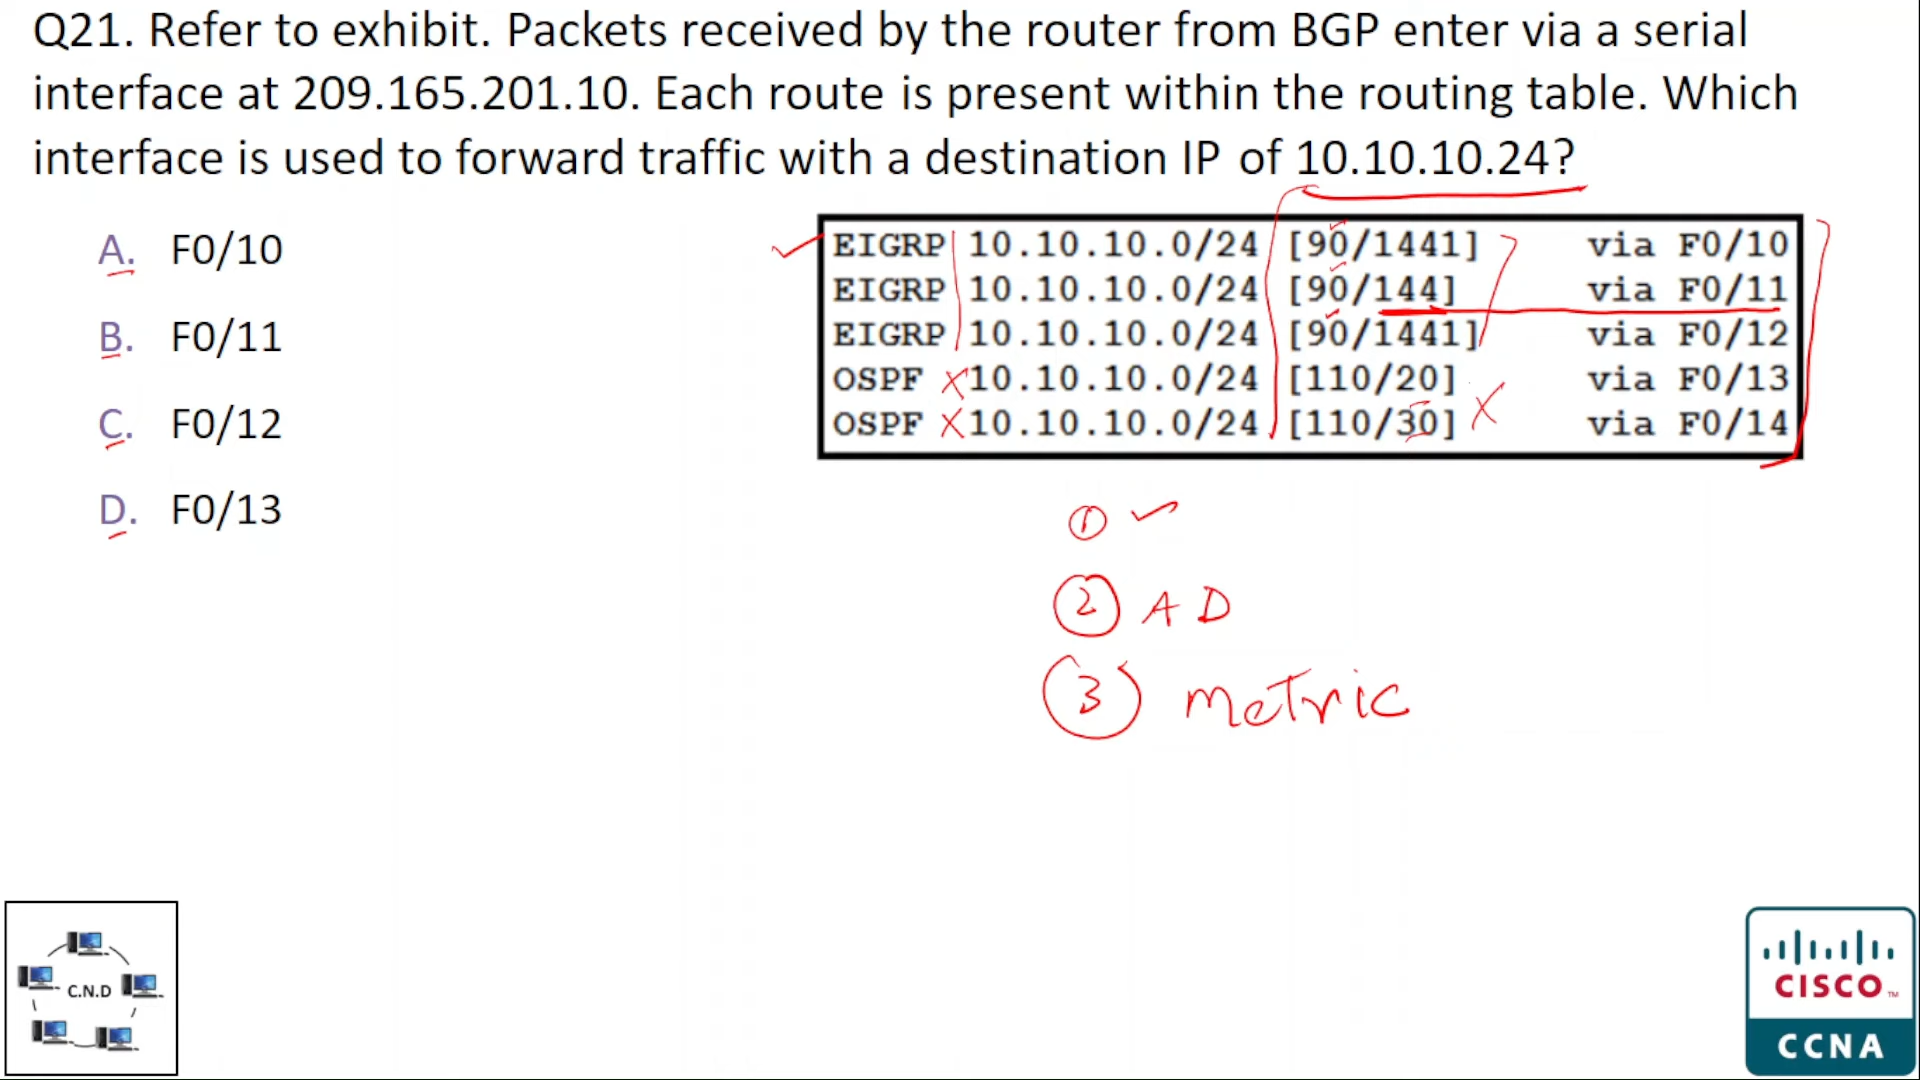 Q21. Refer to exhibit. Packets received by the router from BGP enter via a serial
interface at 209.165.201.10. Each route is present within the routing table. Which
interface is used to forward traffic with a destination IP of 10.10.10.24?
A. F0/10
B. F0/11
C. F0/12
D. F0/13
EIGRP 10.10.10.0/24 [90/1441] via F0/10
EIGRP 10.10.10.0/24 [90/144] via F0/11
EIGRP 10.10.10.0/24 [90/1441] via F0/12
OSPF 10.10.10.0/24 [110/20] via F0/13
OSPF 10.10.10.0/24 [110/30] via F0/14
1
2 AD
3 Metric
C.N.D
CISCO™
CCNA